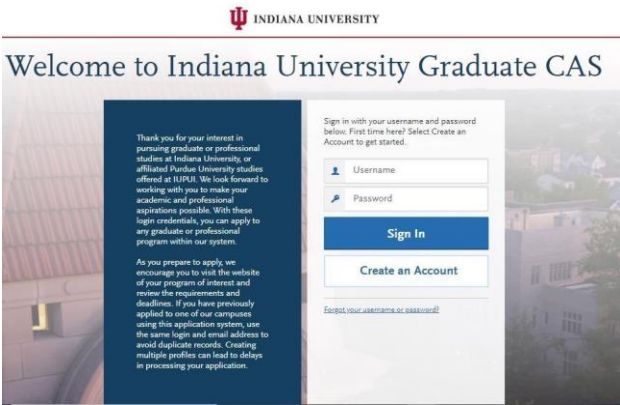 INDIANA UNIVERSITY
Welcome to Indiana University Graduate CAS
Thank you for your interest in
pursuing graduate or professional
studies at Indiana University, or
affiliated Purdue University studies
offered at IUPUI. We look forward to
working with you to make your
academic and professional
aspirations possible. With these
login credentials, you can apply to
any graduate or professional
program within our system.
As you prepare to apply, we
encourage you to visit the website
of your program of interest and
review the requirements and
deadlines. If you have previously
applied to one of our campuses
using this application system, use
the same login and email address to
avoid duplicate records. Creating
multiple profiles can lead to delays
in processing your application.
Sign in with your username and password
below. First time here? Select Create an
Account to get started.
Username
Password
Sign In
Create an Account
Forgot your username or password?